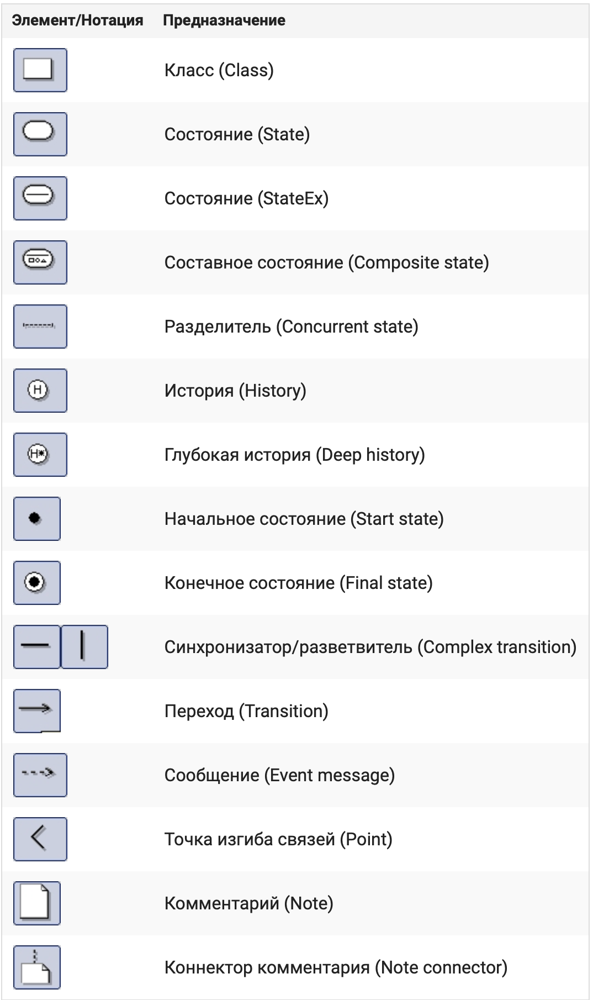 Элемент/Нотация Предназначение
Класс (Class)
Состояние (State)
Состояние (StateEx)
Составное состояние (Composite state)
Разделитель (Concurrent state)
H История (History)
H* Глубокая история (Deep history)
Начальное состояние (Start state)
Конечное состояние (Final state)
Синхронизатор/разветвитель (Complex transition)
Переход (Transition)
Сообщение (Event message)
Точка изгиба связей (Point)
Комментарий (Note)
Коннектор комментария (Note connector)